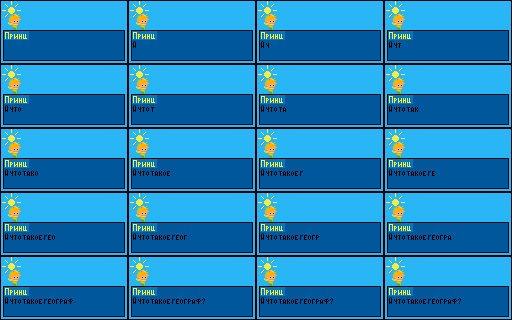 Принц
Принц
А
Принц
А ч
Принц
А чт
Принц
А что
Принц
А что т
Принц
А что та
Принц
А что так
Принц
А что тако
Принц
А что такое
Принц
А что такое г
Принц
А что такое ге
Принц
А что такое гео
Принц
А что такое геог
Принц
А что такое геогр
Принц
А что такое геогра
Принц
А что такое географ
Принц
А что такое географ?
Принц
А что такое географ?
Принц
А что такое географ?